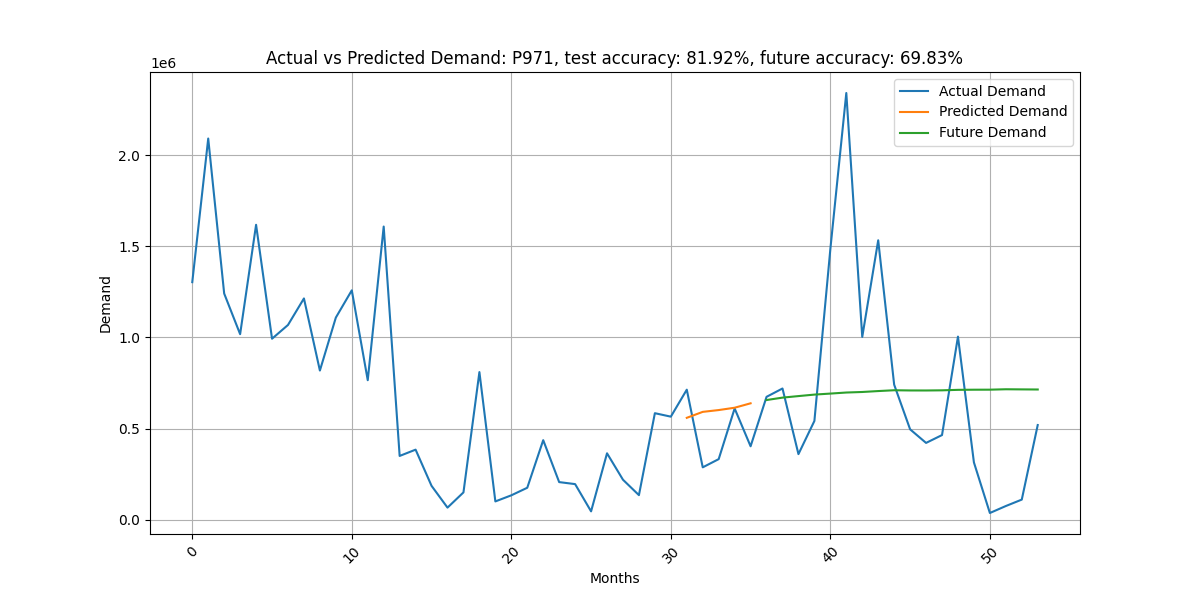 Actual vs Predicted Demand: P971, test accuracy: 81.92%, future accuracy: 69.83%
1e6
Actual Demand
Predicted Demand
Future Demand
2.0
1.5
1.0
0.5
0.0
Demand
0 10 20 30 40 50
Months